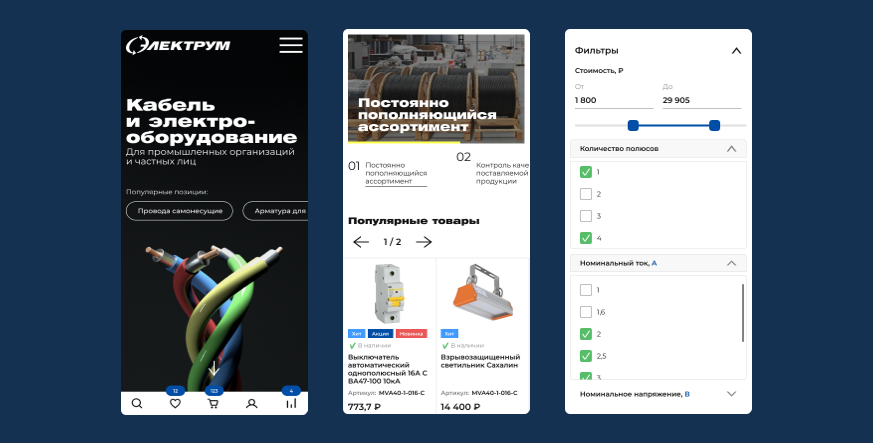 ЭЛЕКТРУМ
Кабель
и электро-
оборудование
Для промышленных организаций
и частных лиц
Популярные позиции:
Провода самонесущие
Арматура для
12
123
4
Постоянно
пополняющийся
ассортимент
01
Постоянно
пополняющийся
ассортимент
02
Контроль каче
поставляемой
продукции
Популярные товары
1 / 2
Хит Акция Новинка
В наличии
Выключатель
автоматический
однополюсный 16А С
ВА47-100 10кА
Артикул: MVA40-1-016-C
773,7 ₽
Хит
В наличии
Взрывозащищенный
светильник Сахалин
Артикул: MVA40-1-016-C
14 400 ₽
Фильтры
Стоимость, ₽
От До
1 800 29 905
Количество полюсов
1
2
3
4
Номинальный ток, А
1
1,6
2
2,5
3
Номинальное напряжение, В